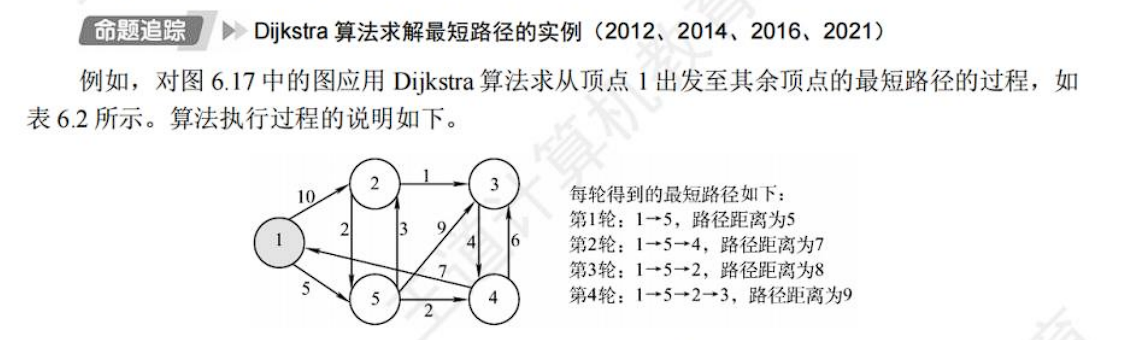 命题追踪 Dijkstra 算法求解最短路径的实例（2012、2014、2016、2021）
例如，对图 6.17 中的图应用 Dijkstra 算法求从顶点 1 出发至其余顶点的最短路径的过程，如
表 6.2 所示。算法执行过程的说明如下。
2 1 3
10
1 2 3 9 4 6
7
5 5 2 4
每轮得到的最短路径如下：
第1轮：1→5，路径距离为5
第2轮：1→5→4，路径距离为7
第3轮：1→5→2，路径距离为8
第4轮：1→5→2→3，路径距离为9
王道计算机教育